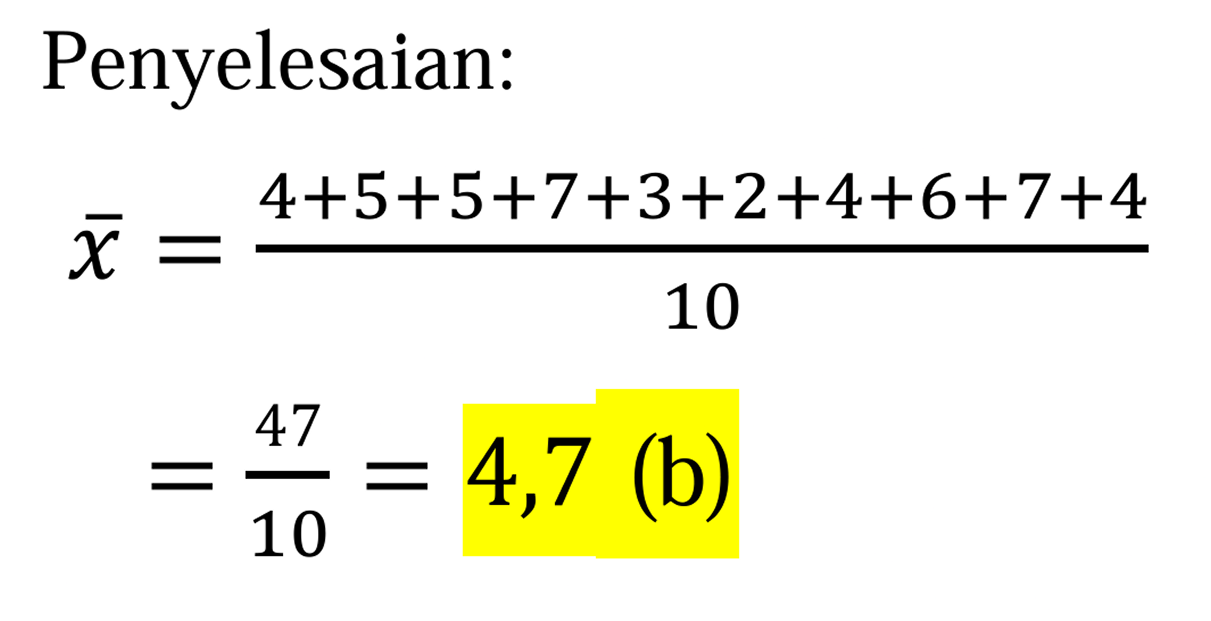 Penyelesaian:
x̄ = 4+5+5+7+3+2+4+6+7+4
10
= 47/10 = 4,7 (b)